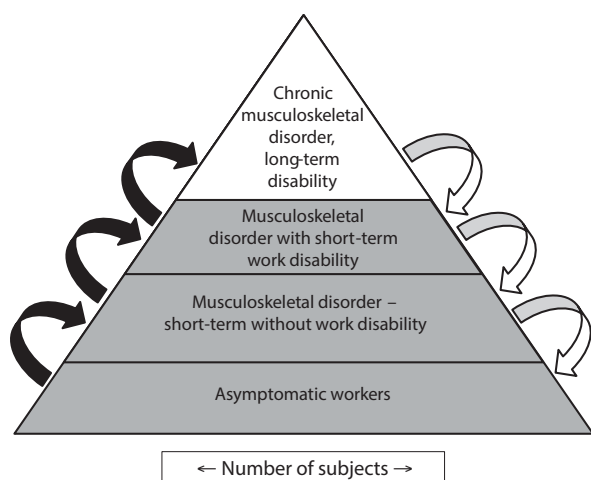 Chronic
musculoskeletal
disorder,
long-term
disability
Musculoskeletal
disorder with short-term
work disability
Musculoskeletal disorder –
short-term without work disability
Asymptomatic workers
← Number of subjects →